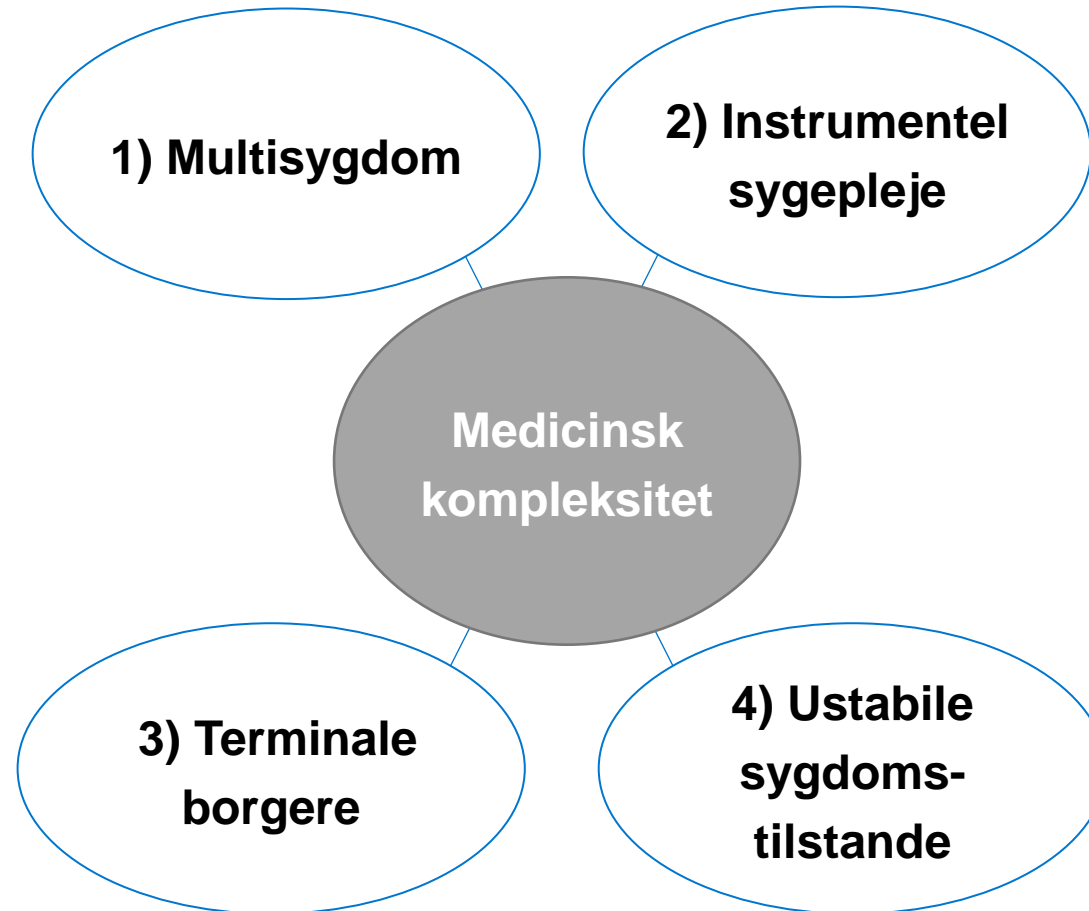 1) Multisygdom
2) Instrumentel
sygepleje
Medicinsk
kompleksitet
3) Terminale
borgere
4) Ustabile
sygdoms-
tilstande